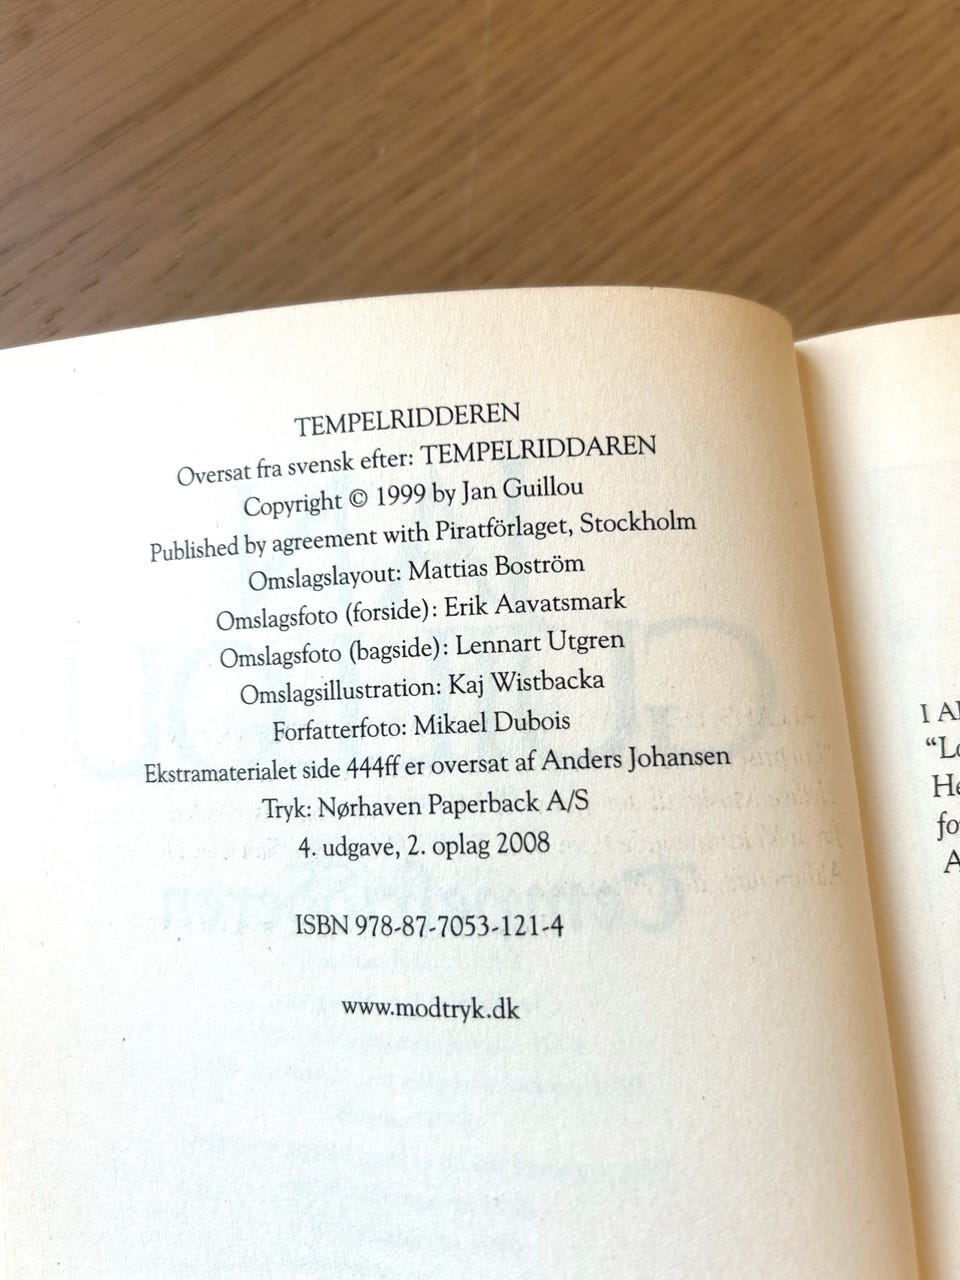 TEMPELRIDDEREN
Oversat fra svensk efter: TEMPELRIDDAREN
Copyright © 1999 by Jan Guillou
Published by agreement with Piratförlaget, Stockholm
Omslagslayout: Mattias Boström
Omslagsfoto (forside): Erik Aavatsmark
Omslagsfoto (bagside): Lennart Utgren
Omslagsillustration: Kaj Wistbacka
Forfatterfoto: Mikael Dubois
Ekstramaterialet side 444ff er oversat af Anders Johansen
Tryk: Nørhaven Paperback A/S
4. udgave, 2. oplag 2008
ISBN 978-87-7053-121-4
www.modtryk.dk